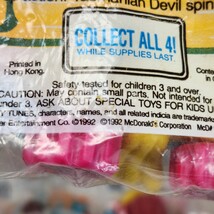 Tasmanian Devil spin
COLLECT ALL 4!
WHILE SUPPLIES LAST.
Printed in
Hong Kong.
Safety tested for children 3 and over.
CAUTION: May contain small parts. Not intended for
under 3. ASK ABOUT SPECIAL TOYS FOR KIDS U
Y TUNES, characters, names, and all related indicia are trademarks
er Entertainment Co. ©1992 ©1992 McDonald's Corporation McDo